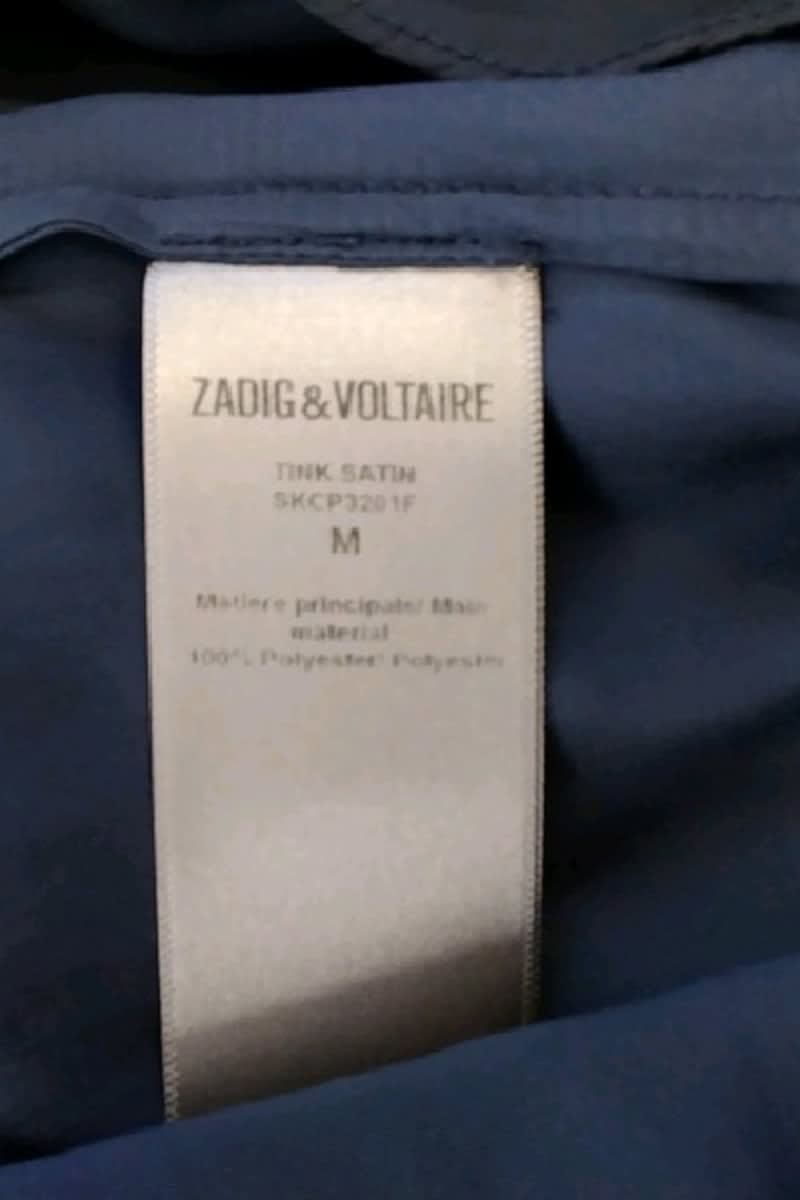 ZADIG&VOLTAIRE
TINK SATIN
SKCP3201F
M
Matiere principale/ Main
material
100% Polyester/ Polyester